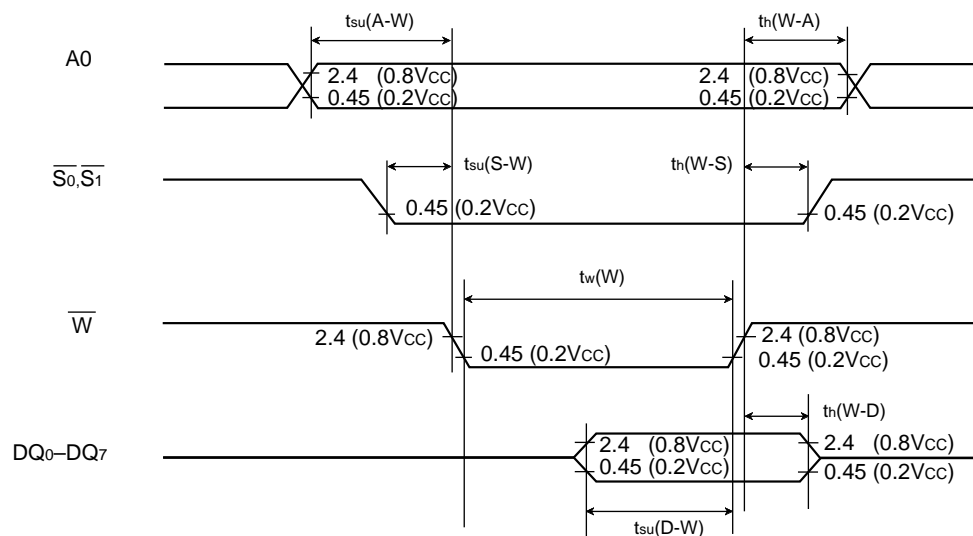 tsu(A-W) th(W-A)
A0
2.4 (0.8VCC) 2.4 (0.8VCC)
0.45 (0.2VCC) 0.45 (0.2VCC)
S0,S1 tsu(S-W) th(W-S)
0.45 (0.2VCC) 0.45 (0.2VCC)
tw(W)
W
2.4 (0.8VCC) 2.4 (0.8VCC)
0.45 (0.2VCC) 0.45 (0.2VCC)
th(W-D)
DQ0–DQ7 2.4 (0.8VCC) 2.4 (0.8VCC)
0.45 (0.2VCC) 0.45 (0.2VCC)
tsu(D-W)